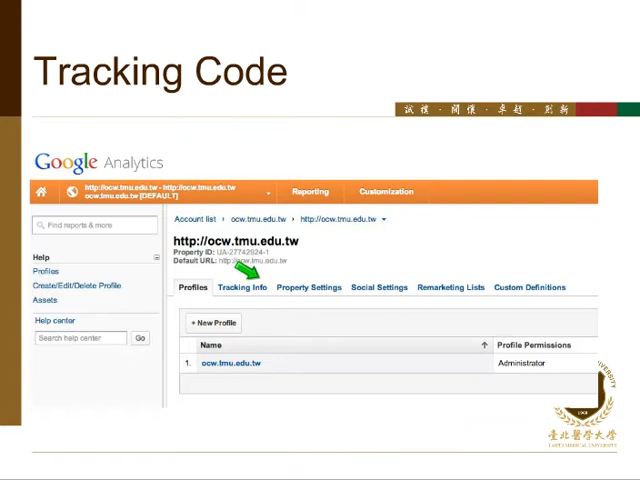 Tracking Code
誠樸 · 關懷 · 卓越 · 創新
Google Analytics
http://ocw.tmu.edu.tw - http://ocw.tmu.edu.tw
ocw.tmu.edu.tw [DEFAULT]
Reporting
Customization
Find reports & more
Account list › ocw.tmu.edu.tw › http://ocw.tmu.edu.tw
http://ocw.tmu.edu.tw
Property ID: UA-27742924-1
Default URL: http://ocw.tmu.edu.tw
Help
Profiles
Create/Edit/Delete Profile
Assets
Help center
Search help center
Go
Profiles
Tracking Info
Property Settings
Social Settings
Remarketing Lists
Custom Definitions
+ New Profile
Name
Profile Permissions
1. ocw.tmu.edu.tw
Administrator
UNIVERSITY
1960
臺北醫學大學
TAIPEI MEDICAL UNIVERSITY